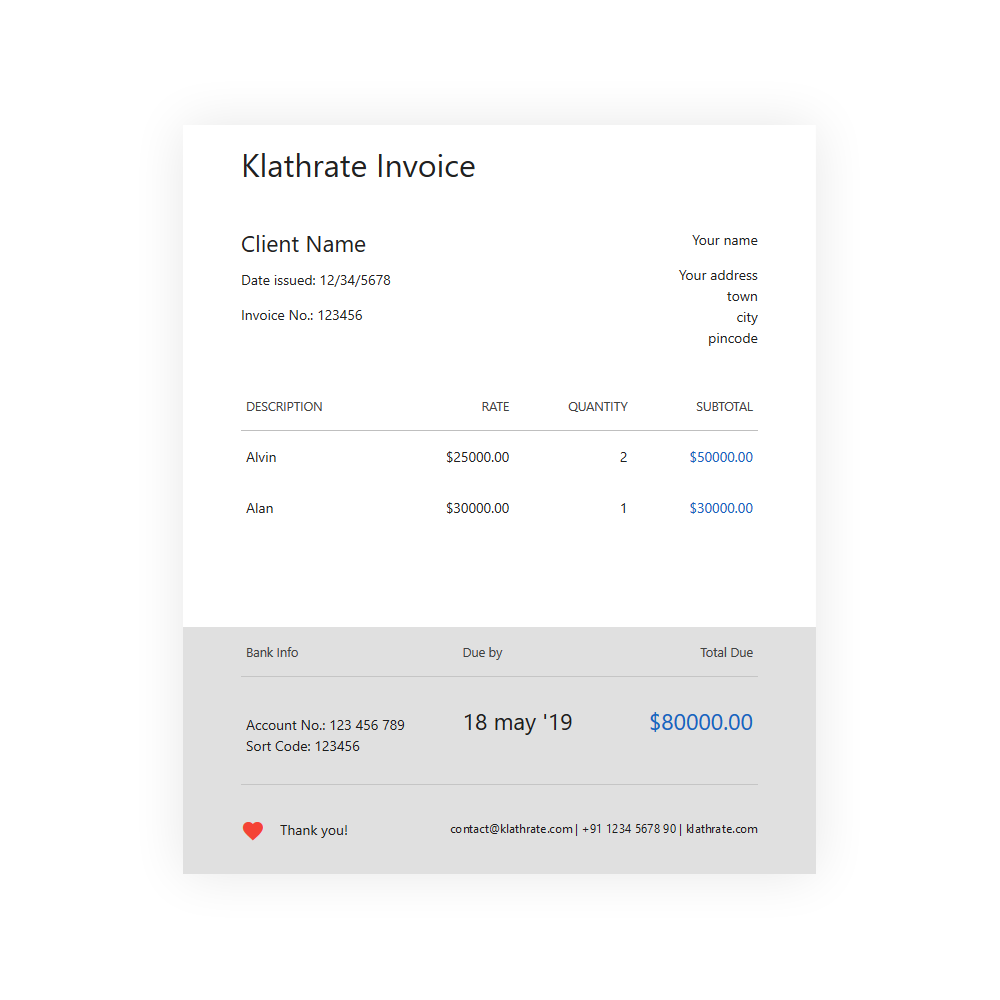 Klathrate Invoice
Client Name
Date issued: 12/34/5678
Invoice No.: 123456
Your name
Your address
town
city
pincode
DESCRIPTION RATE QUANTITY SUBTOTAL
Alvin $25000.00 2 $50000.00
Alan $30000.00 1 $30000.00
Bank Info Due by Total Due
Account No.: 123 456 789
Sort Code: 123456
18 may '19 $80000.00
Thank you! contact@klathrate.com | +91 1234 5678 90 | klathrate.com